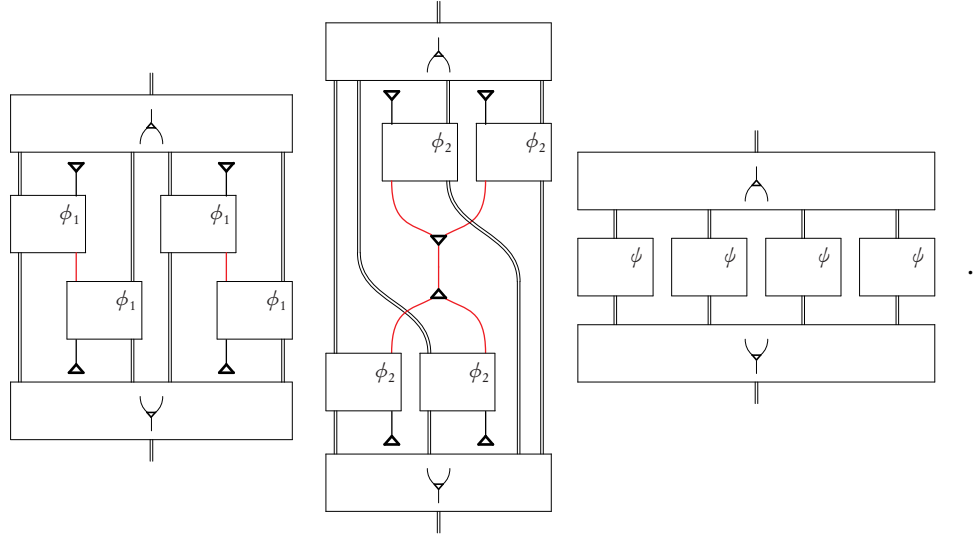 ϕ₂ ϕ₂
ϕ₁ ϕ₁
ψ ψ ψ ψ
.
ϕ₁ ϕ₁
ϕ₂ ϕ₂